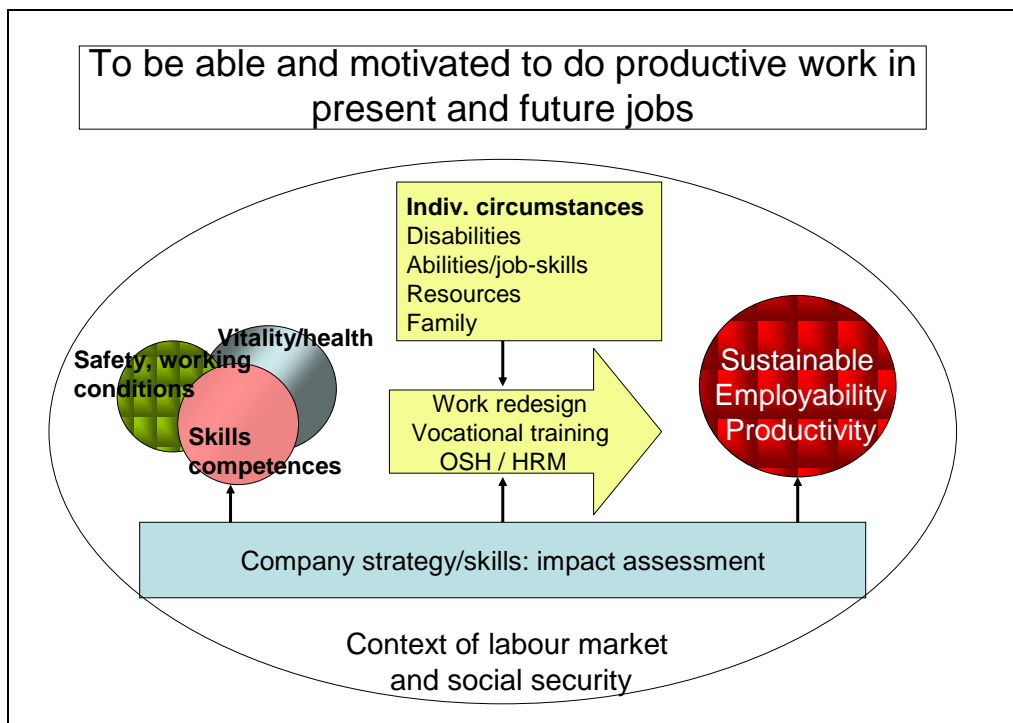 To be able and motivated to do productive work in
present and future jobs
Indiv. circumstances
Disabilities
Abilities/job-skills
Resources
Family
Vitality/health
Safety, working
conditions
Skills
competences
Work redesign
Vocational training
OSH / HRM
Sustainable
Employability
Productivity
Company strategy/skills: impact assessment
Context of labour market
and social security